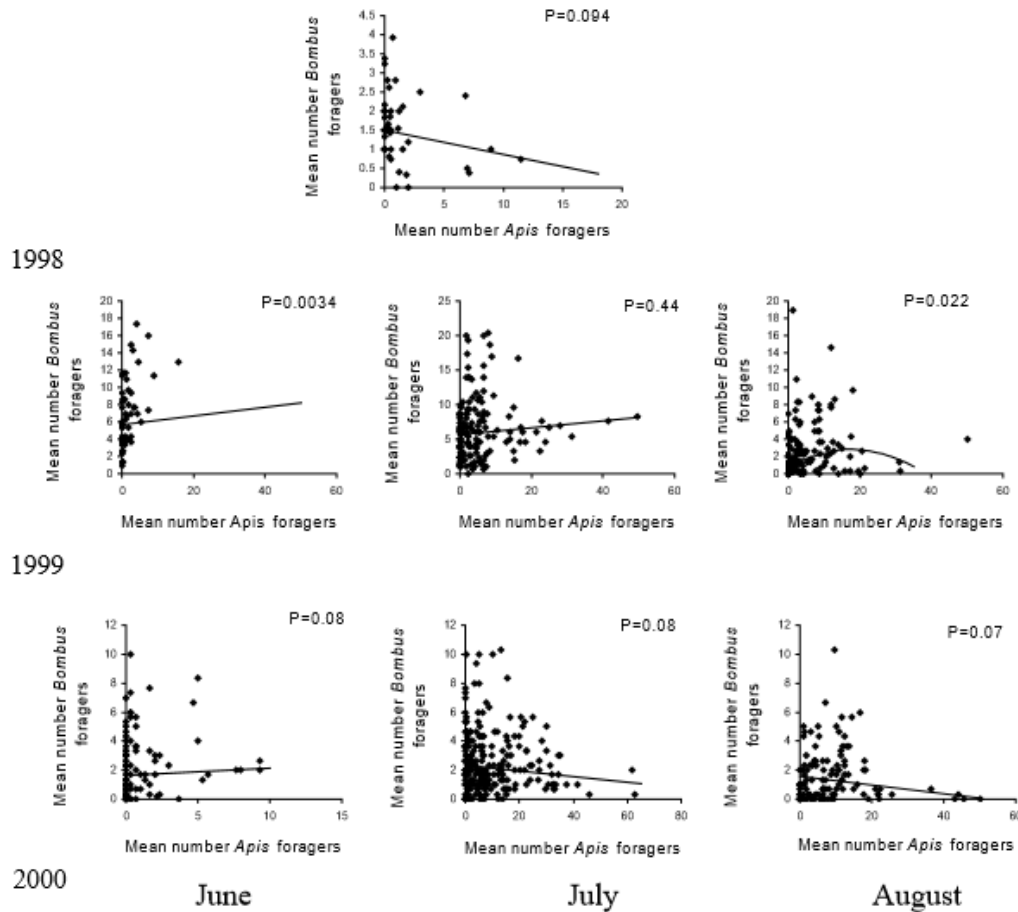 P=0.094
Mean number Bombus
foragers
4.5
4
3.5
3
2.5
2
1.5
1
0.5
0
0 5 10 15 20
Mean number Apis foragers
1998
P=0.0034
Mean number Bombus
foragers
20
18
16
14
12
10
8
6
4
2
0
0 20 40 60
Mean number Apis foragers
P=0.44
Mean number Bombus
foragers
25
20
15
10
5
0
0 20 40 60
Mean number Apis foragers
P=0.022
Mean number Bombus
foragers
20
18
16
14
12
10
8
6
4
2
0
0 20 40 60
Mean number Apis foragers
1999
P=0.08
Mean number Bombus
foragers
12
10
8
6
4
2
0
0 5 10 15
Mean number Apis foragers
P=0.08
Mean number Bombus
foragers
12
10
8
6
4
2
0
0 20 40 60 80
Mean number Apis foragers
P=0.07
Mean number Bombus
foragers
12
10
8
6
4
2
0
0 20 40 60
Mean number Apis foragers
2000
June July August